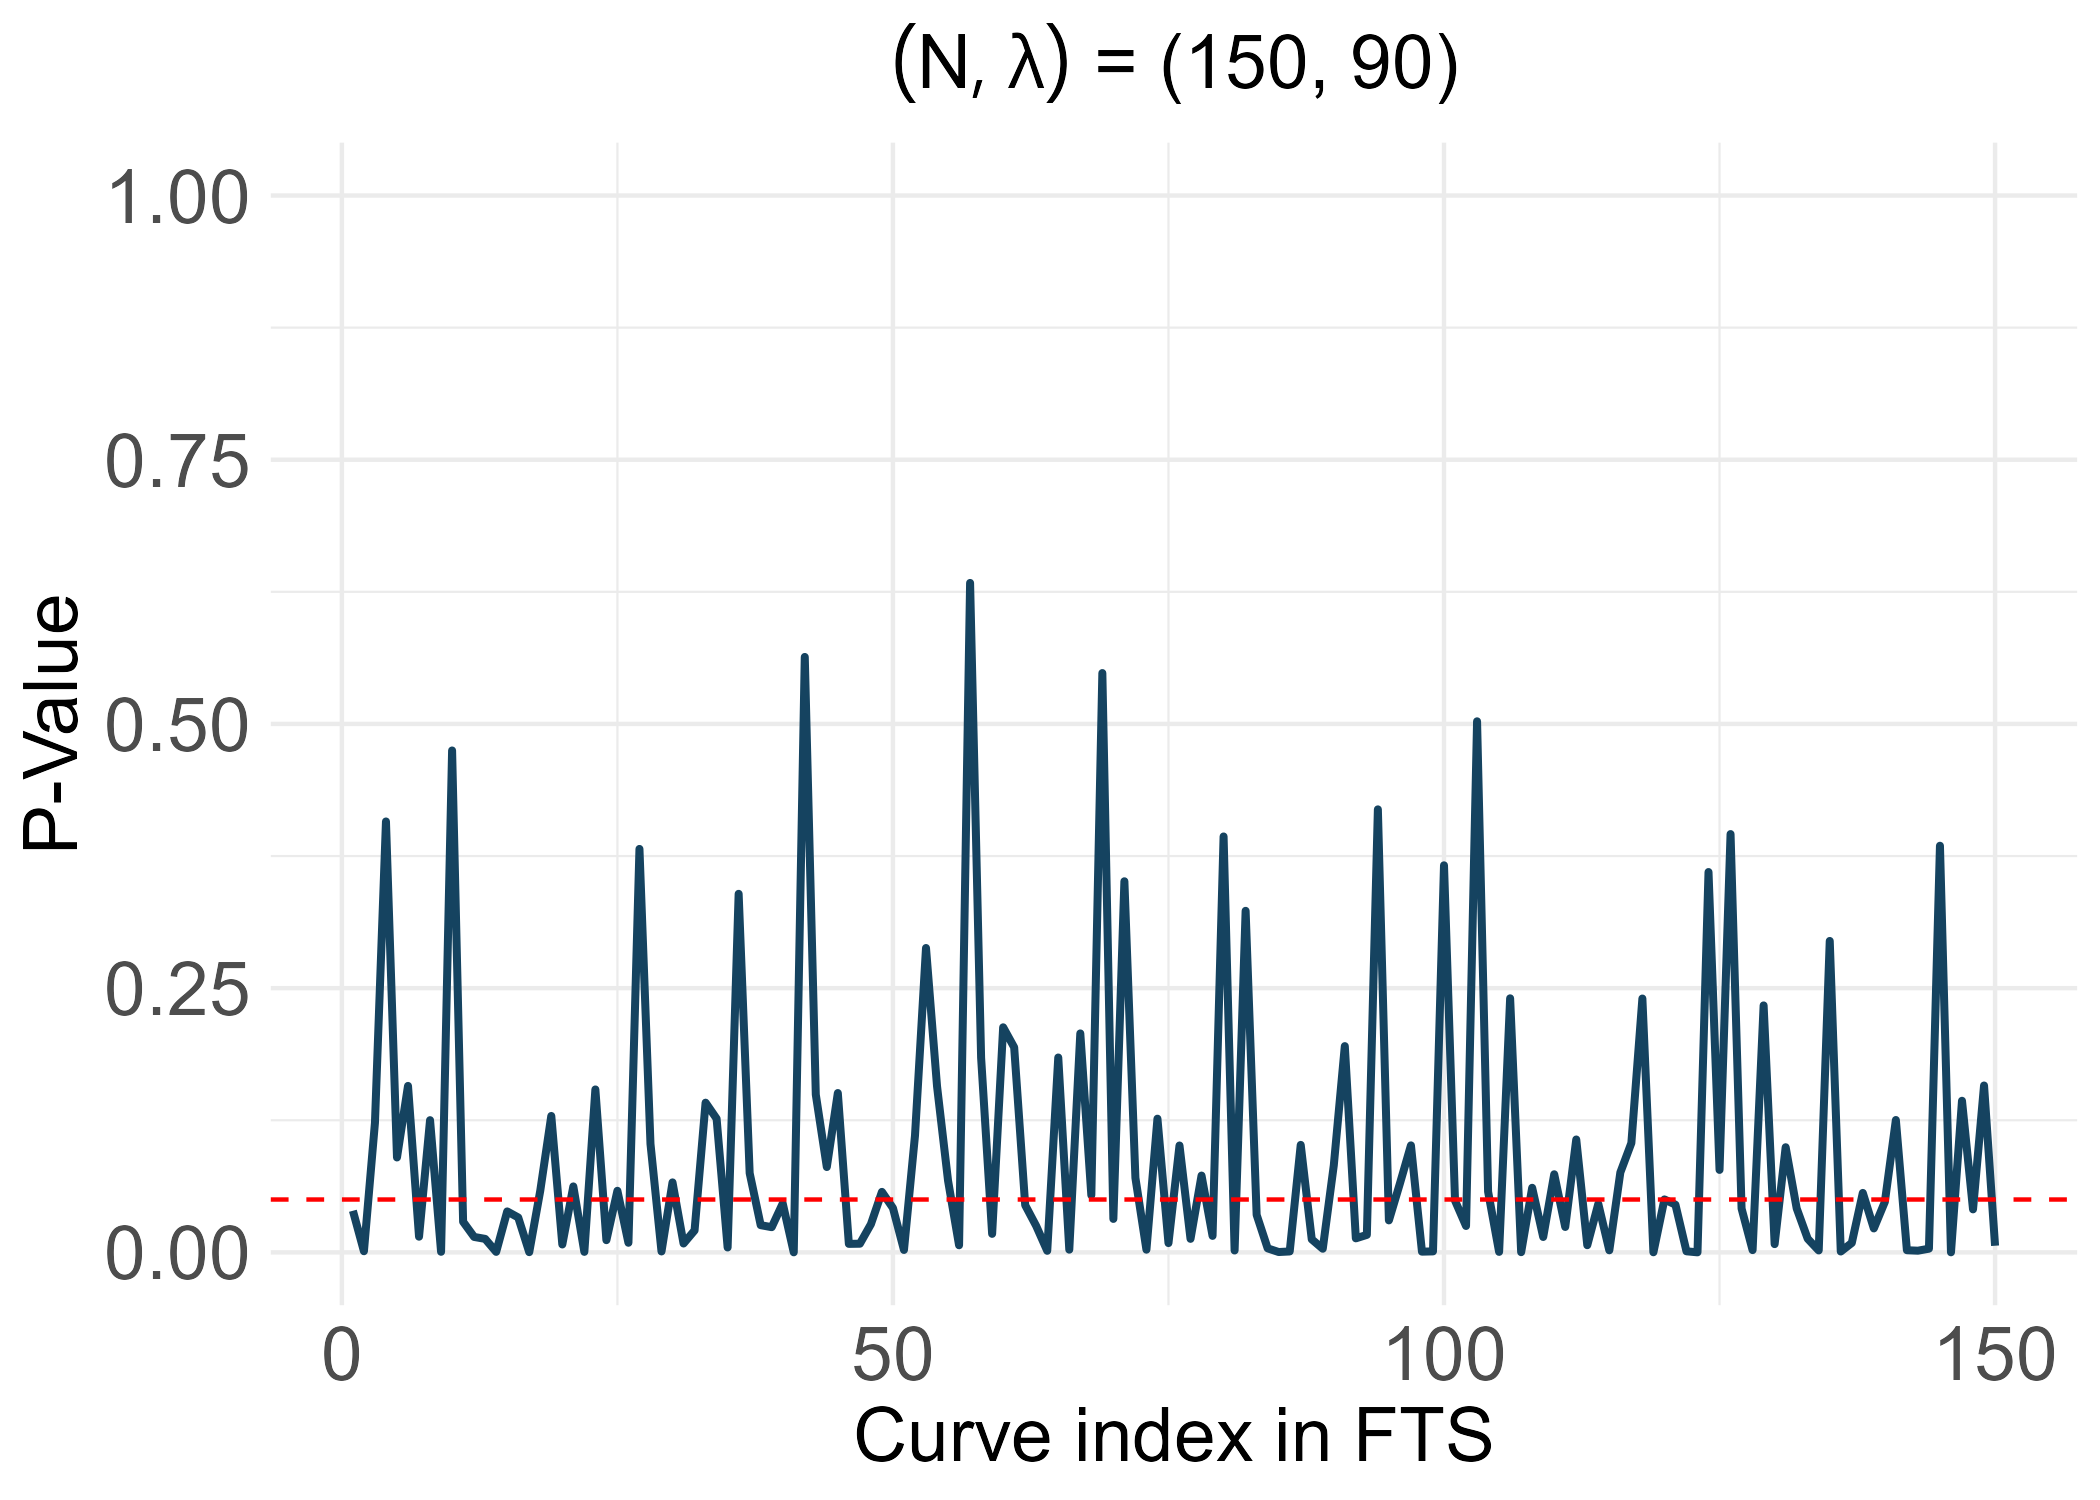 (N, λ) = (150, 90)
1.00
0.75
0.50
0.25
0.00
P-Value
0 50 100 150
Curve index in FTS